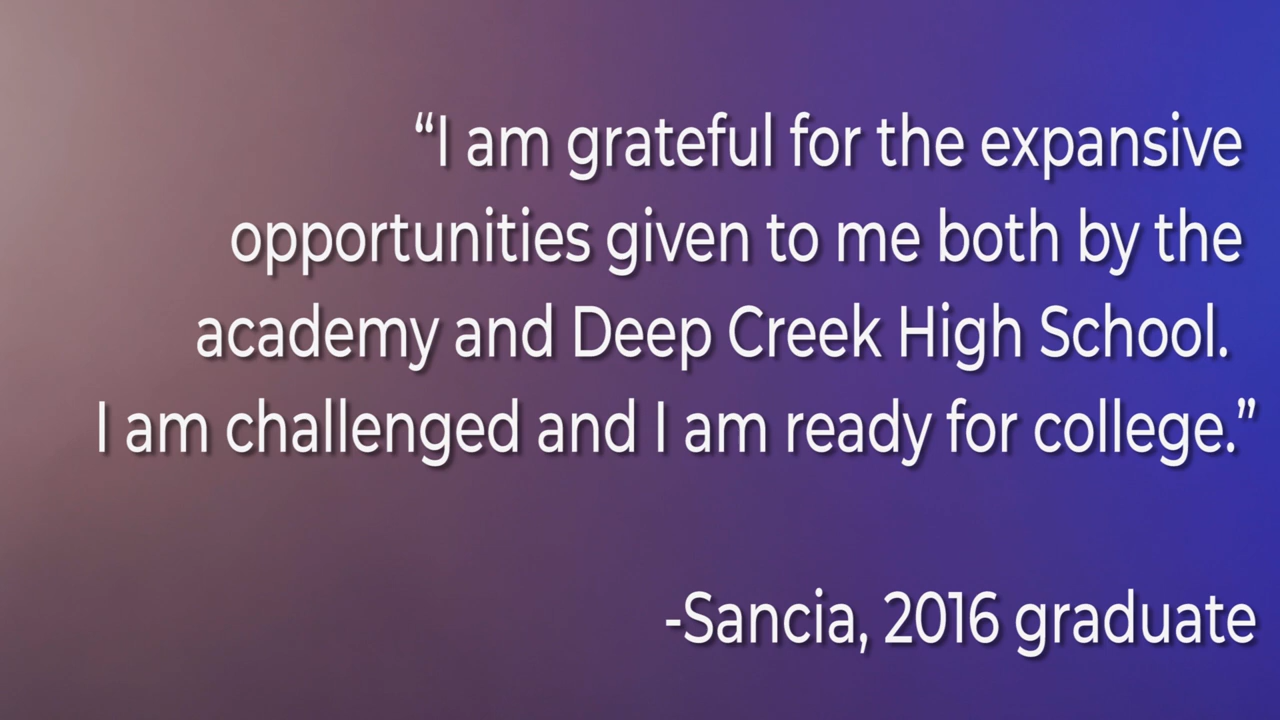 “I am grateful for the expansive
opportunities given to me both by the
academy and Deep Creek High School.
I am challenged and I am ready for college.”
-Sancia, 2016 graduate